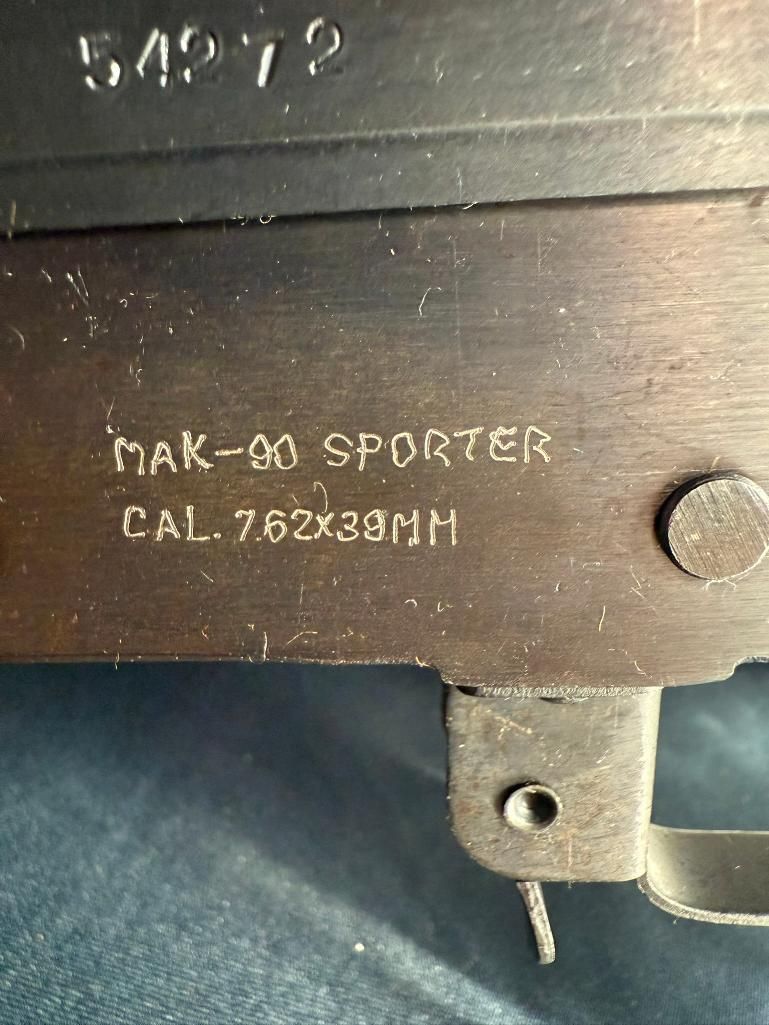 54272
MAK-90 SPORTER
CAL. 7.62x39MM